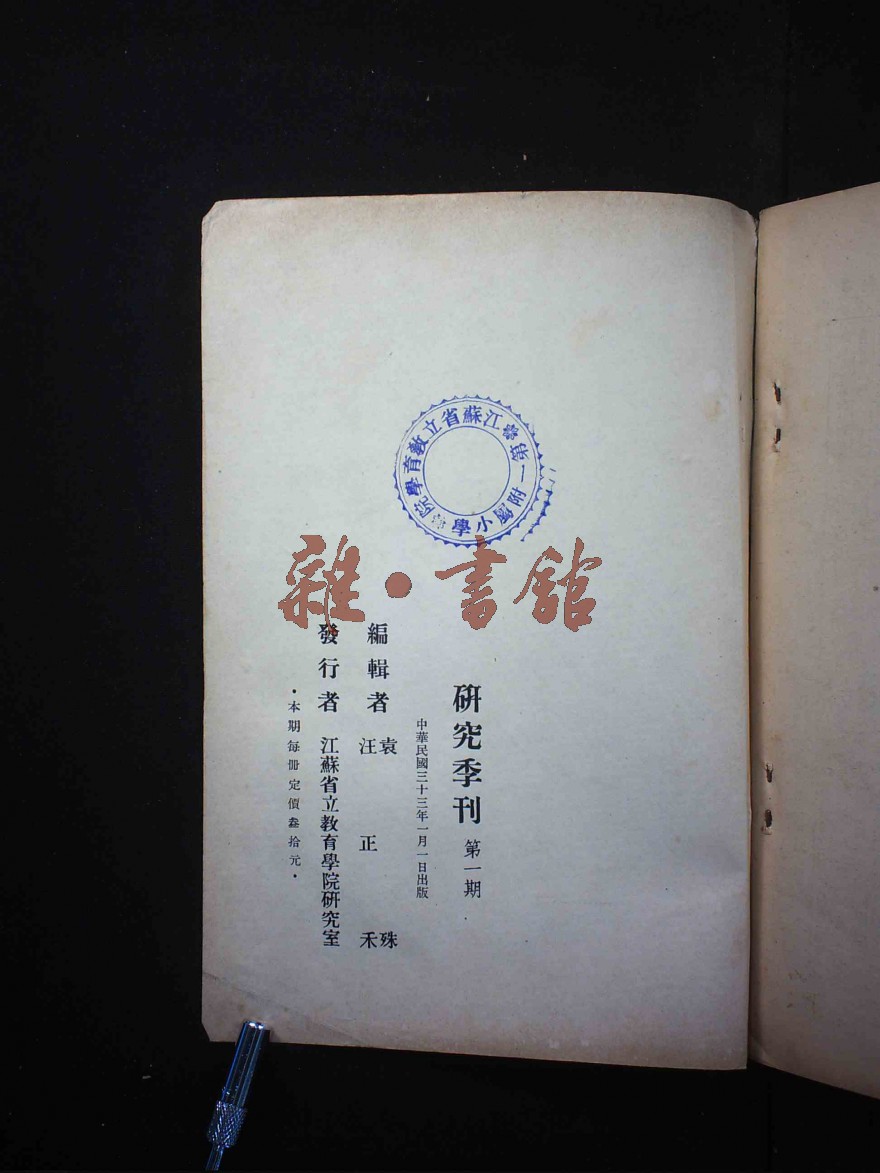 江蘇省立教育學院第一附屬小學
雜·書館
研究季刊 第一期
中華民國三十三年一月一日出版
編輯者 袁殊
汪正禾
發行者 江蘇省立教育學院研究室
·本期每冊定價叁拾元·